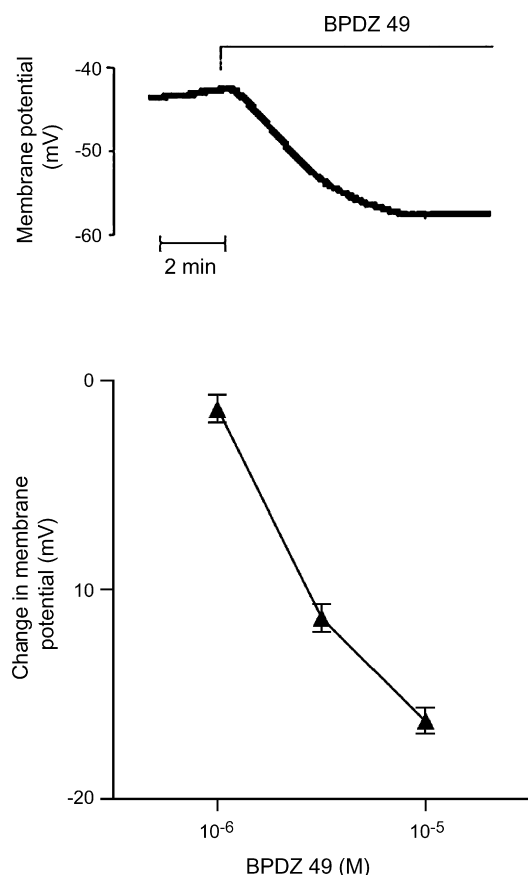 BPDZ 49
Membrane potential
(mV)
-40
-50
-60
2 min
Change in membrane
potential (mV)
0
10
-20
10-6
10-5
BPDZ 49 (M)